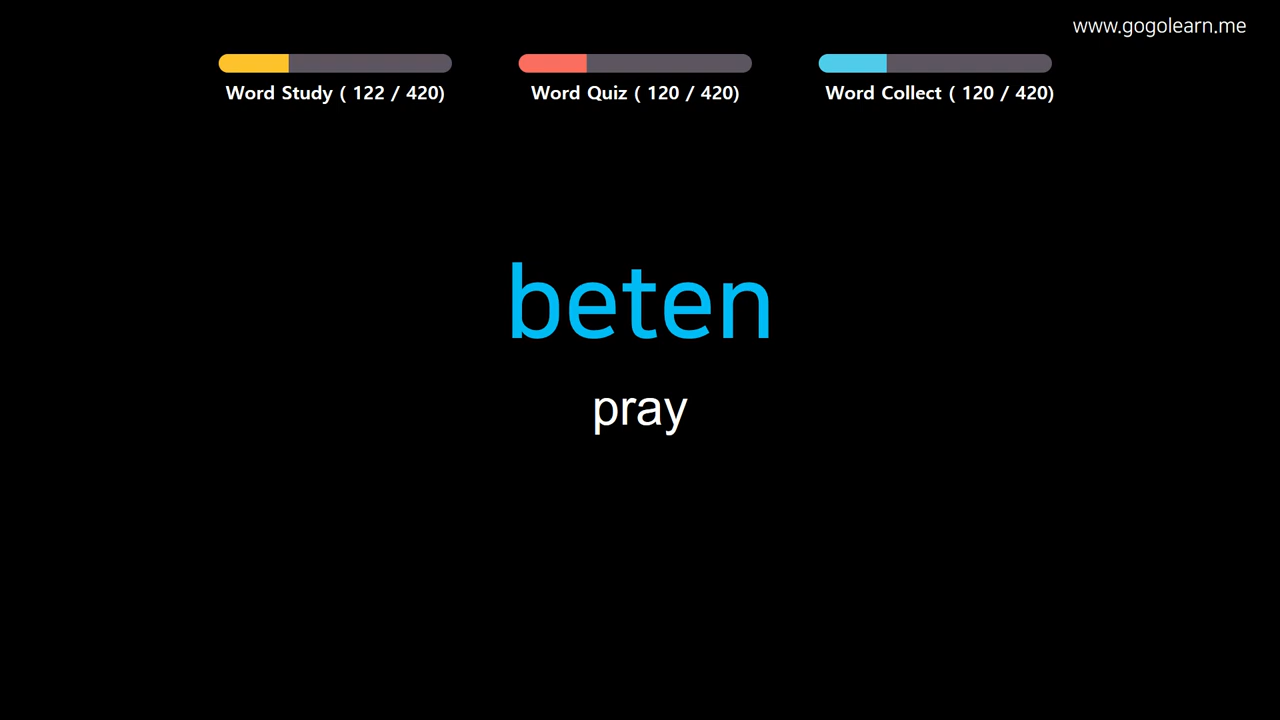 www.gogolearn.me
Word Study ( 122 / 420)
Word Quiz ( 120 / 420)
Word Collect ( 120 / 420)
beten
pray